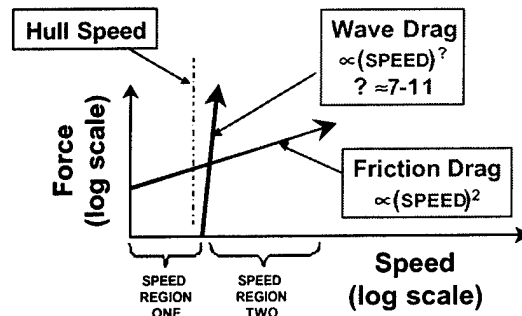 Hull Speed
Wave Drag
∝(SPEED)?
? ≈7-11
Friction Drag
∝(SPEED)2
Force
(log scale)
SPEED
REGION
ONE
SPEED
REGION
TWO
Speed
(log scale)